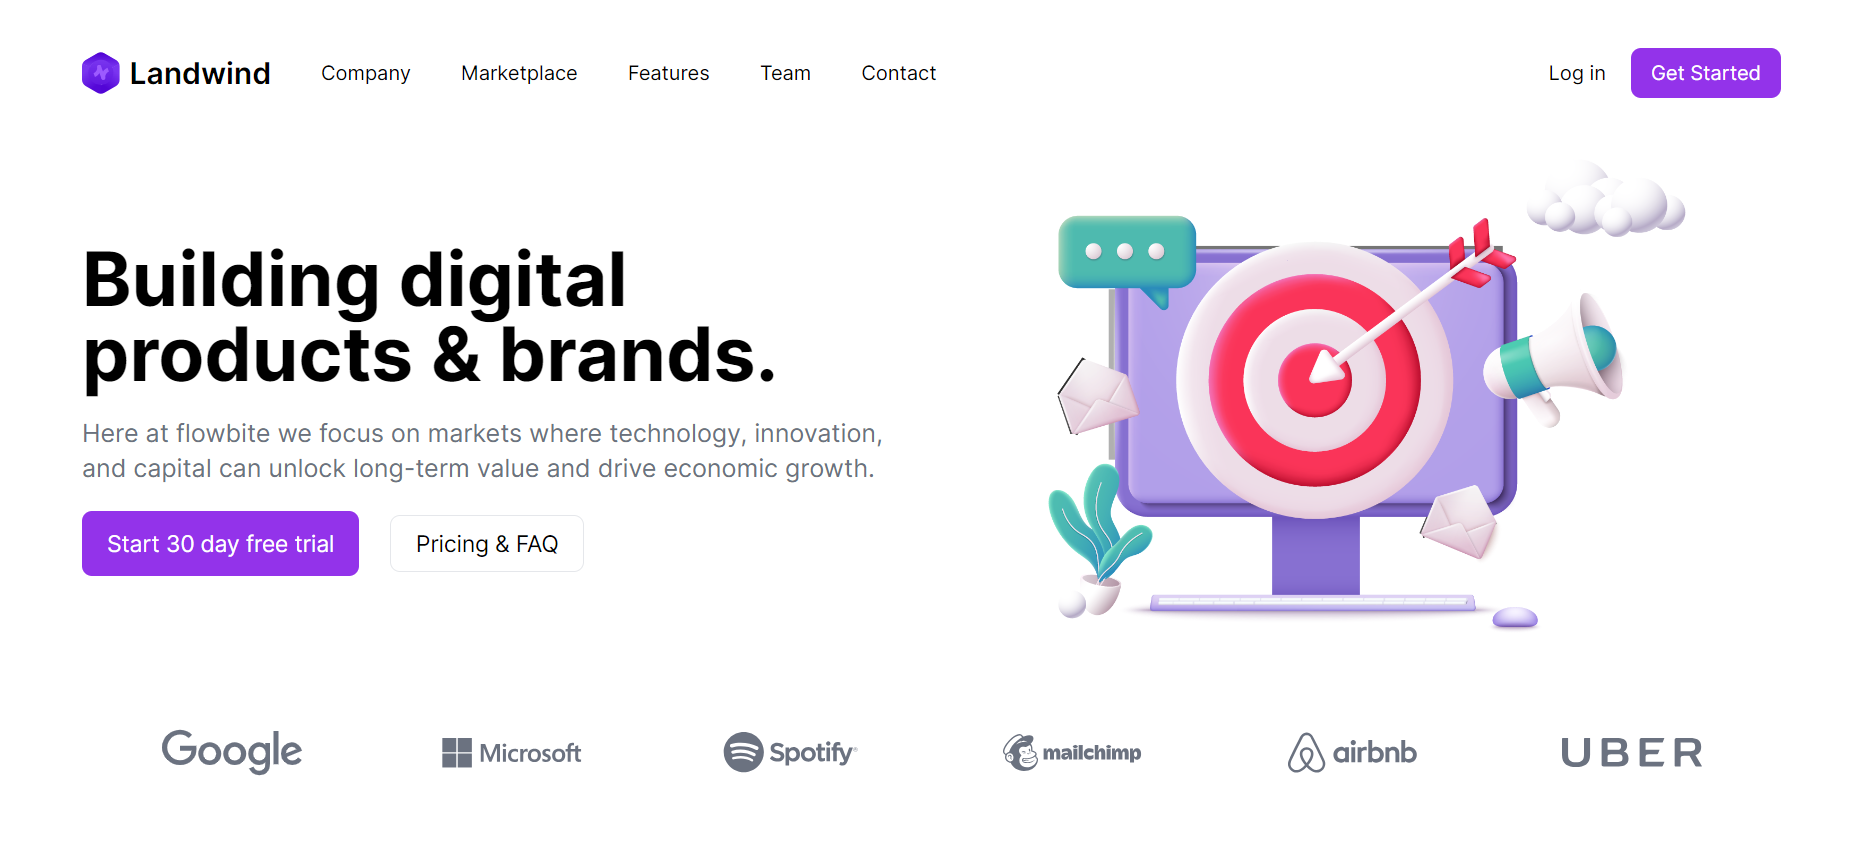 Landwind Company Marketplace Features Team Contact Log in Get Started
Building digital
products & brands.
Here at flowbite we focus on markets where technology, innovation,
and capital can unlock long-term value and drive economic growth.
Start 30 day free trial Pricing & FAQ
Google Microsoft Spotify® mailchimp airbnb UBER